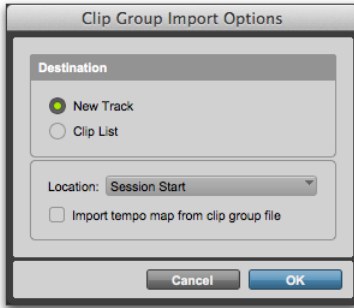 Clip Group Import Options
Destination
New Track
Clip List
Location: Session Start
Import tempo map from clip group file
Cancel OK